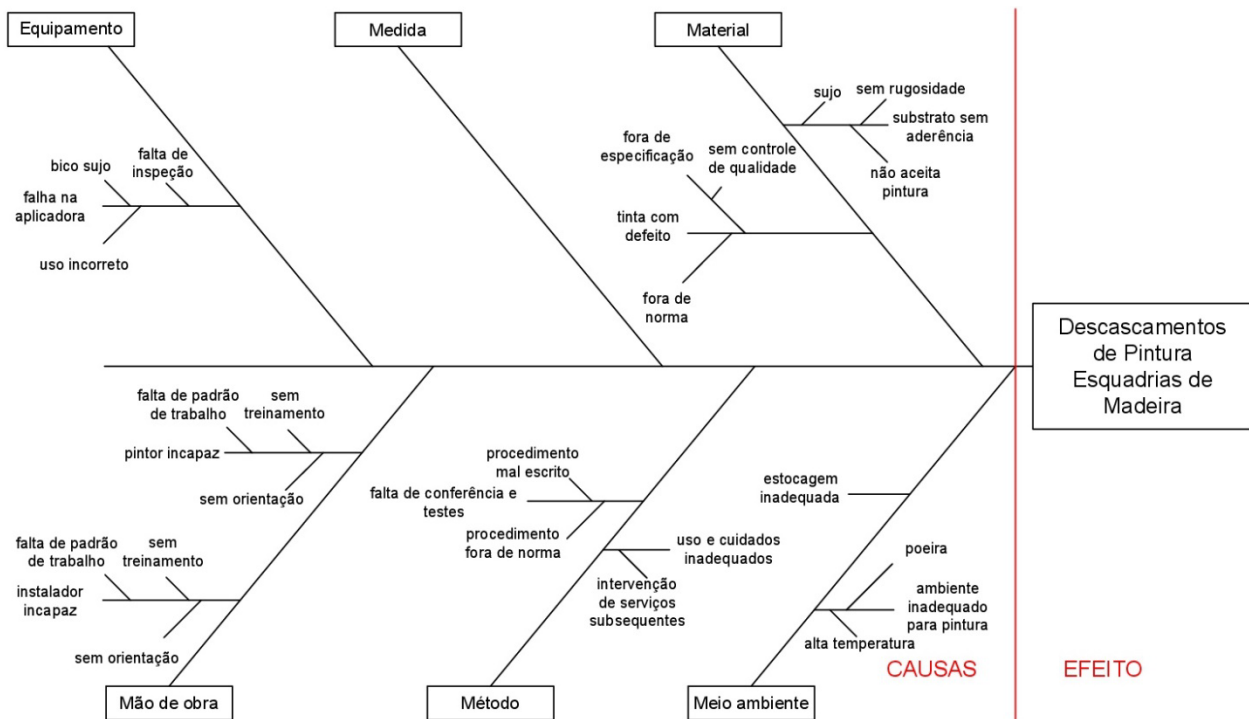 Equipamento
Medida
Material
sujo
sem rugosidade
substrato sem
aderência
não aceita
pintura
fora de
especificação
sem controle
de qualidade
tinta com
defeito
fora de
norma
bico sujo
falta de
inspeção
falha na
aplicadora
uso incorreto
Descascamentos
de Pintura
Esquadrias de
Madeira
falta de padrão
de trabalho
sem
treinamento
pintor incapaz
sem orientação
falta de padrão
de trabalho
sem
treinamento
instalador
incapaz
sem orientação
procedimento
mal escrito
falta de conferência e
testes
procedimento
fora de norma
uso e cuidados
inadequados
intervenção
de serviços
subsequentes
estocagem
inadequada
poeira
ambiente
inadequado
para pintura
alta temperatura
CAUSAS
EFEITO
Mão de obra
Método
Meio ambiente